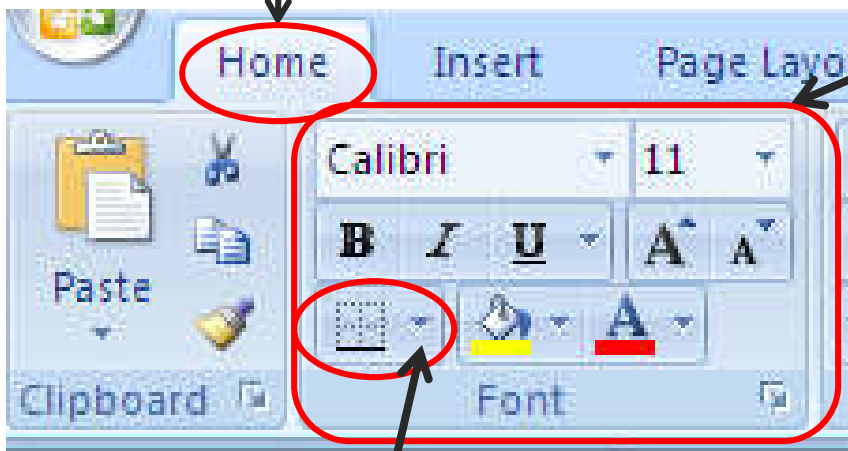 Home Insert Page Layo
Calibri 11
B I U A A
Paste
A
Clipboard Font